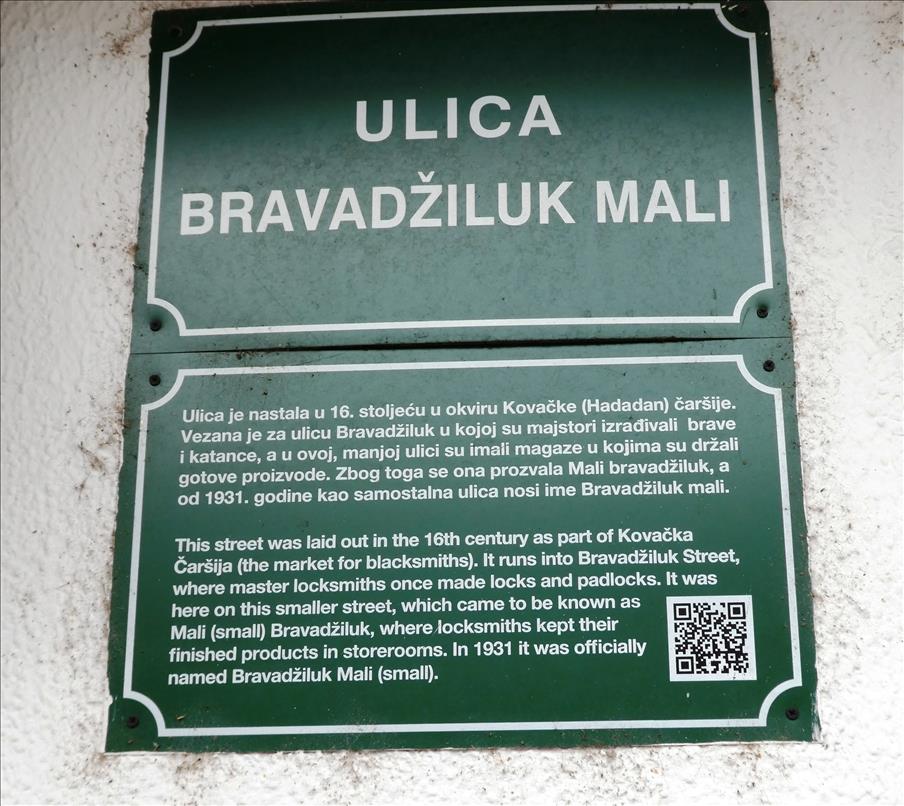 ULICA
BRAVADŽILUK MALI
Ulica je nastala u 16. stoljeću u okviru Kovačke (Hadadan) čaršije.
Vezana je za ulicu Bravadžiluk u kojoj su majstori izrađivali brave
i katance, a u ovoj, manjoj ulici su imali magaze u kojima su držali
gotove proizvode. Zbog toga se ona prozvala Mali bravadžiluk, a
od 1931. godine kao samostalna ulica nosi ime Bravadžiluk mali.
This street was laid out in the 16th century as part of Kovačka
Čaršija (the market for blacksmiths). It runs into Bravadžiluk Street,
where master locksmiths once made locks and padlocks. It was
here on this smaller street, which came to be known as
Mali (small) Bravadžiluk, where locksmiths kept their
finished products in storerooms. In 1931 it was officially
named Bravadžiluk Mali (small).